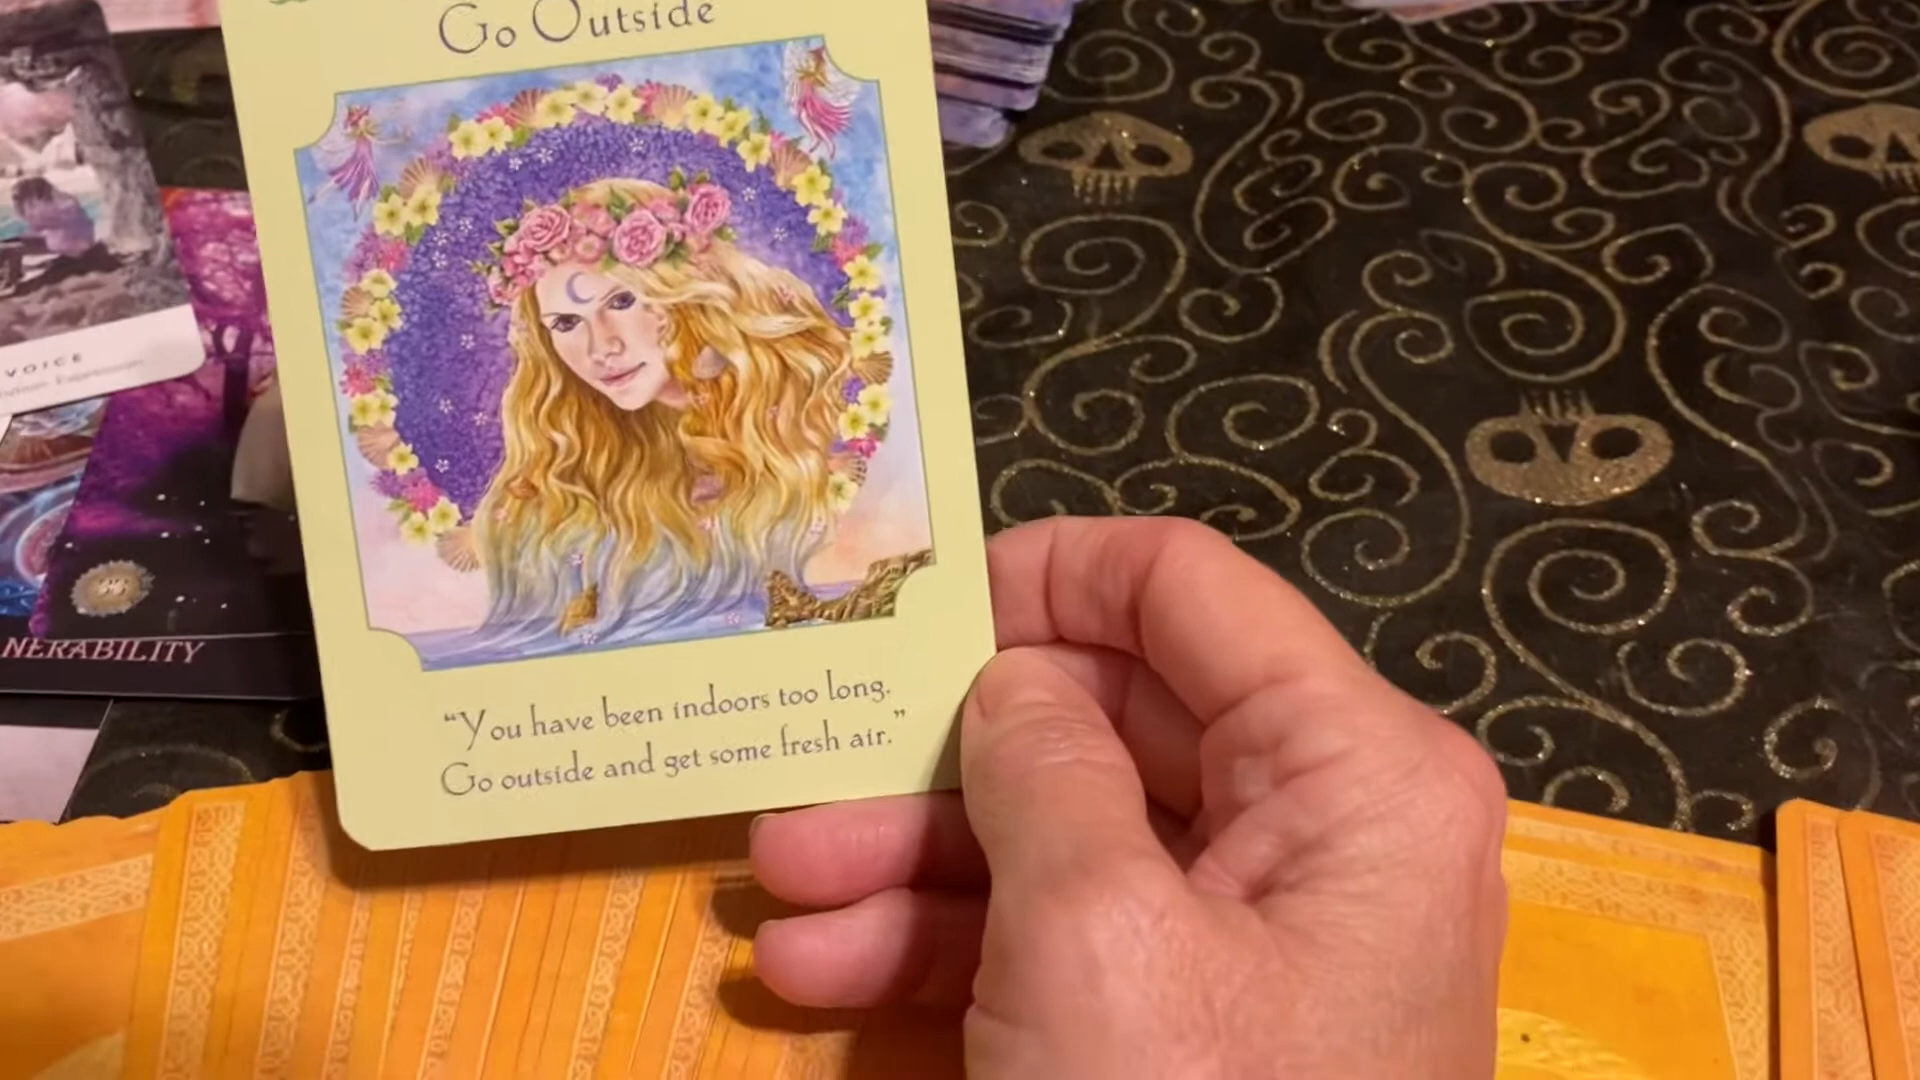 Go Outside
VOICE
NERABILITY
"You have been indoors too long.
Go outside and get some fresh air."